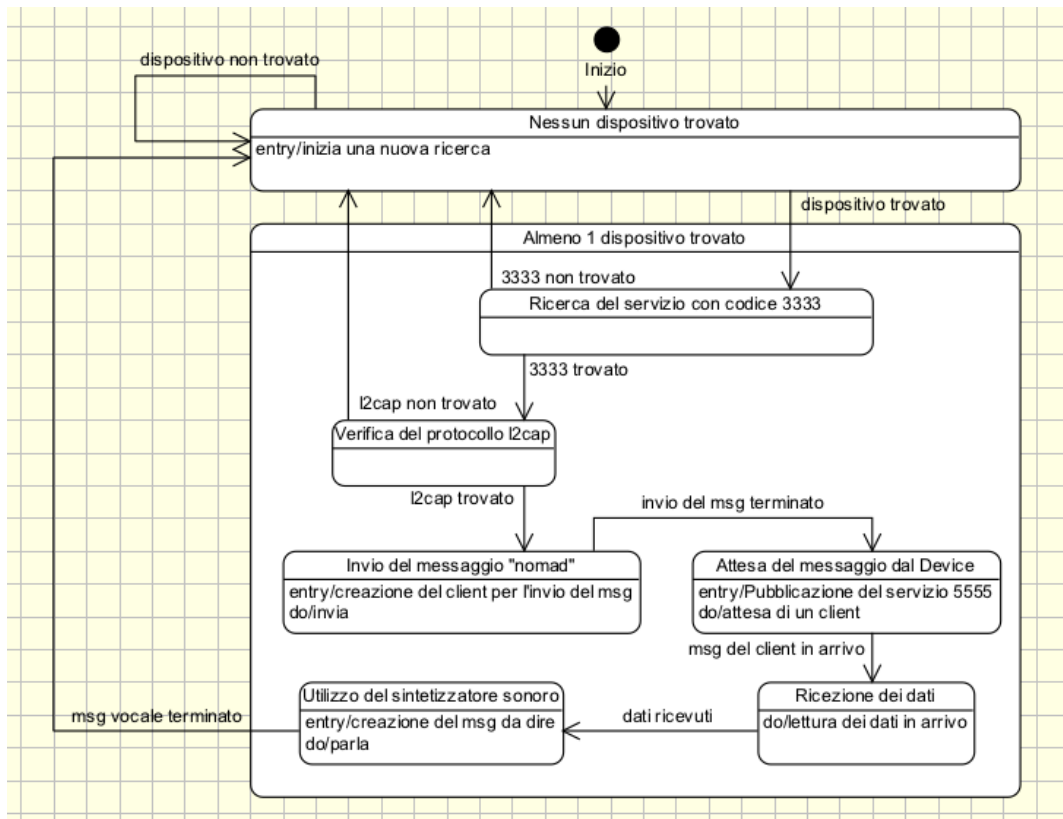 dispositivo non trovato
Inizio
Nessun dispositivo trovato
entry/inizia una nuova ricerca
dispositivo trovato
Almeno 1 dispositivo trovato
3333 non trovato
Ricerca del servizio con codice 3333
3333 trovato
l2cap non trovato
Verifica del protocollo l2cap
l2cap trovato
invio del msg terminato
Invio del messaggio "nomad"
entry/creazione del client per l'invio del msg
do/invia
Attesa del messaggio dal Device
entry/Pubblicazione del servizio 5555
do/attesa di un client
msg del client in arrivo
Ricezione dei dati
do/lettura dei dati in arrivo
dati ricevuti
Utilizzo del sintetizzatore sonoro
entry/creazione del msg da dire
do/parla
msg vocale terminato